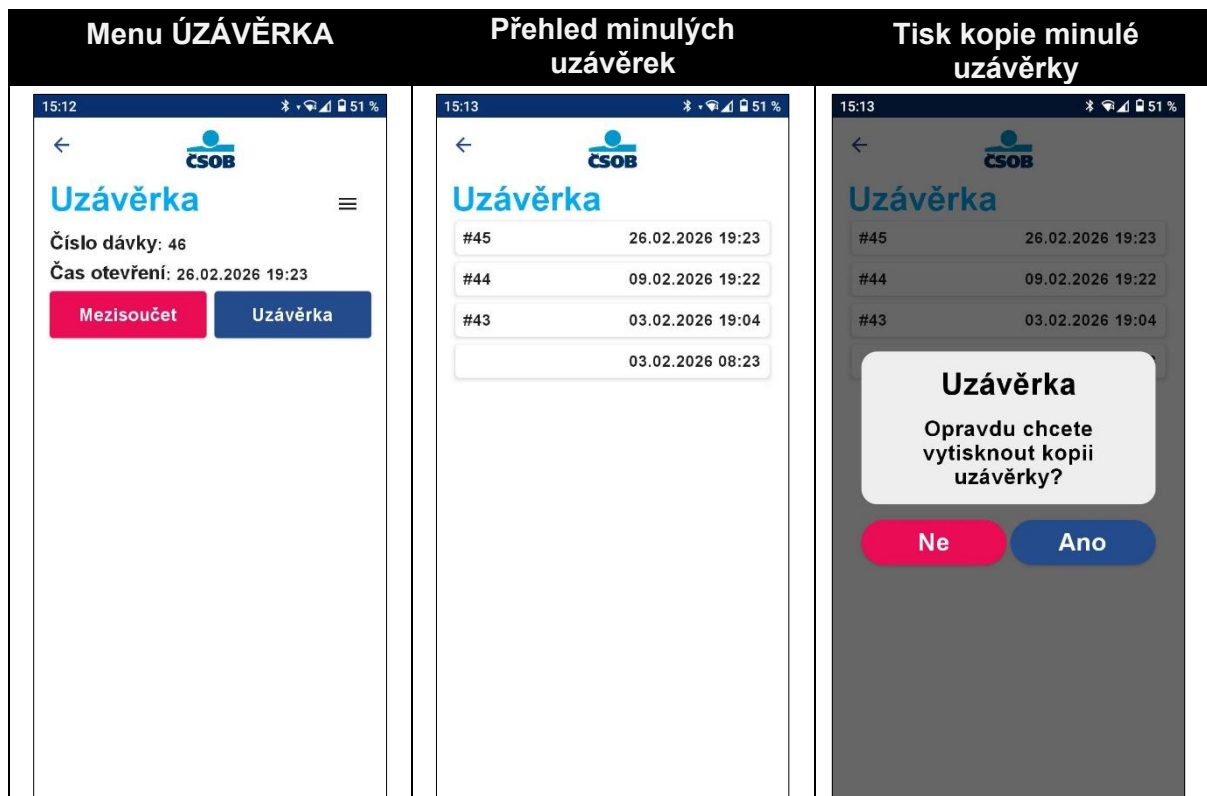 Menu ÚZÁVĚRKA
Přehled minulých
uzávěrek
Tisk kopie minulé
uzávěrky
15:12
51 %
ČSOB
Uzávěrka
Číslo dávky: 46
Čas otevření: 26.02.2026 19:23
Mezisoučet
Uzávěrka
15:13
51 %
ČSOB
Uzávěrka
#45 26.02.2026 19:23
#44 09.02.2026 19:22
#43 03.02.2026 19:04
03.02.2026 08:23
15:13
51 %
ČSOB
Uzávěrka
#45 26.02.2026 19:23
#44 09.02.2026 19:22
#43 03.02.2026 19:04
Uzávěrka
Opravdu chcete
vytisknout kopii
uzávěrky?
Ne
Ano